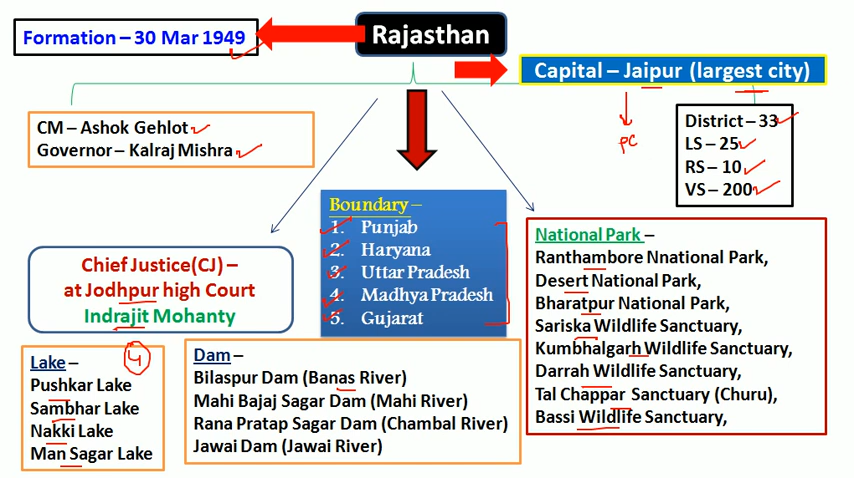 Rajasthan
Formation – 30 Mar 1949
Capital – Jaipur (largest city)
PC
CM – Ashok Gehlot
Governor – Kalraj Mishra
District – 33
LS – 25
RS – 10
VS – 200
Boundary –
1. Punjab
2. Haryana
3. Uttar Pradesh
4. Madhya Pradesh
5. Gujarat
National Park –
Ranthambore Nnational Park,
Desert National Park,
Bharatpur National Park,
Sariska Wildlife Sanctuary,
Kumbhalgarh Wildlife Sanctuary,
Darrah Wildlife Sanctuary,
Tal Chappar Sanctuary (Churu),
Bassi Wildlife Sanctuary,
Chief Justice(CJ) –
at Jodhpur high Court
Indrajit Mohanty
Lake –
4
Pushkar Lake
Sambhar Lake
Nakki Lake
Man Sagar Lake
Dam –
Bilaspur Dam (Banas River)
Mahi Bajaj Sagar Dam (Mahi River)
Rana Pratap Sagar Dam (Chambal River)
Jawai Dam (Jawai River)